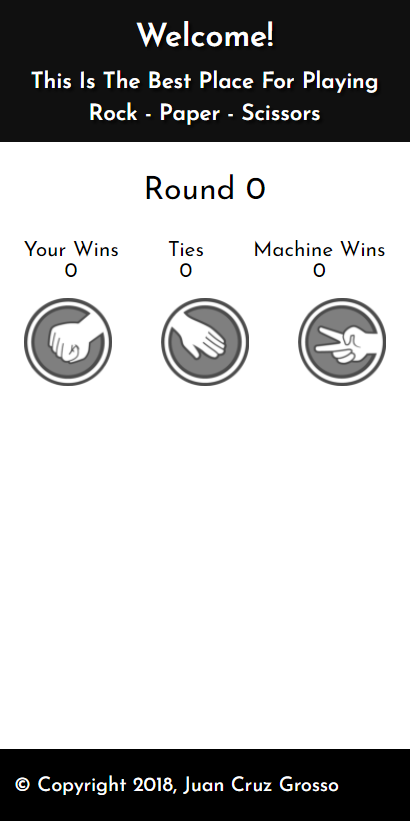 Welcome!
This Is The Best Place For Playing
Rock - Paper - Scissors
Round 0
Your Wins Ties Machine Wins
0 0 0
© Copyright 2018, Juan Cruz Grosso